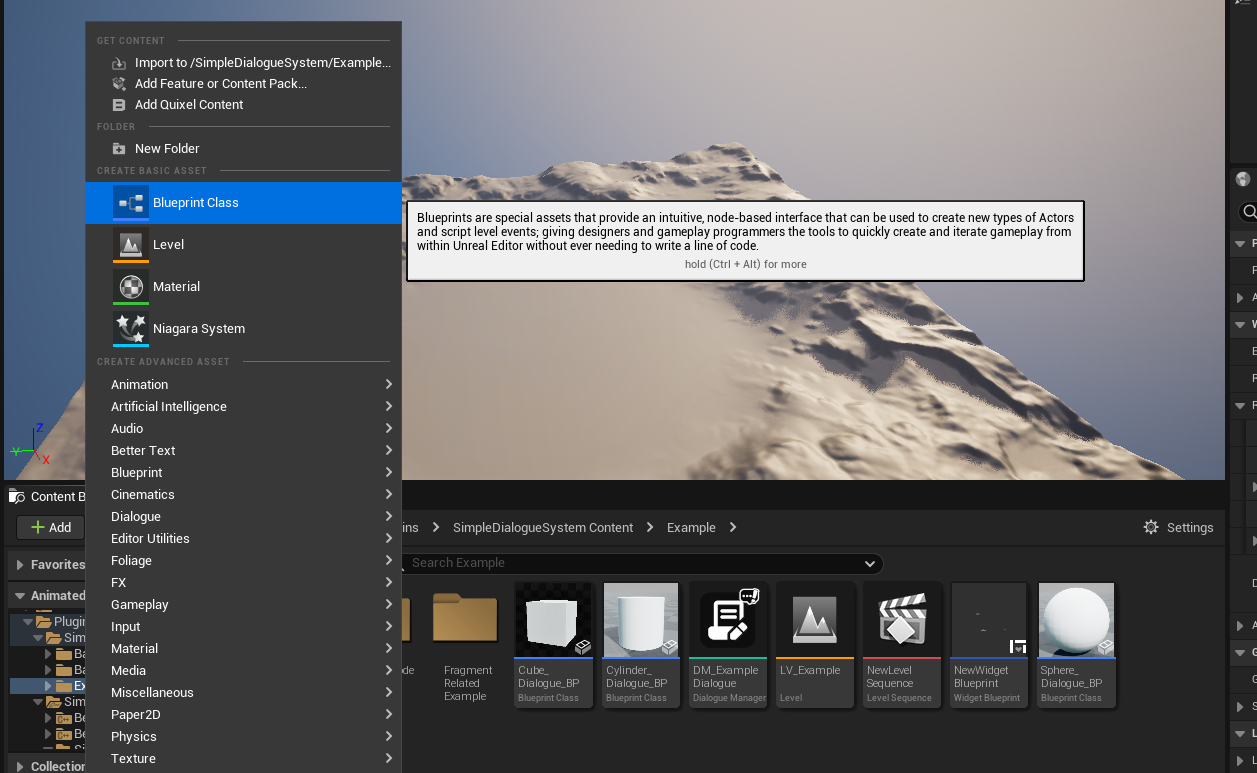 GET CONTENT
Import to /SimpleDialogueSystem/Example...
Add Feature or Content Pack...
Add Quixel Content
FOLDER
New Folder
CREATE BASIC ASSET
Blueprint Class
Level
Material
Niagara System
CREATE ADVANCED ASSET
Animation
Artificial Intelligence
Audio
Better Text
Blueprint
Cinematics
Dialogue
Editor Utilities
Foliage
FX
Gameplay
Input
Material
Media
Miscellaneous
Paper2D
Physics
Texture
Blueprints are special assets that provide an intuitive, node-based interface that can be used to create new types of Actors
and script level events; giving designers and gameplay programmers the tools to quickly create and iterate gameplay from
within Unreal Editor without ever needing to write a line of code.
hold (Ctrl + Alt) for more
Z
Y
X
Content B
Add
Favorites
Animated
Plugin
Sim
Ba
Ba
Ex
Sim
Be
Be
Collection
ins
SimpleDialogueSystem Content
Example
Settings
Search Example
de
Fragment
Related
Example
Cube_
Dialogue_BP
Blueprint Class
Cylinder_
Dialogue_BP
Blueprint Class
DM_Example
Dialogue
Dialogue Manager
LV_Example
Level
NewLevel
Sequence
Level Sequence
NewWidget
Blueprint
Widget Blueprint
Sphere_
Dialogue_BP
Blueprint Class